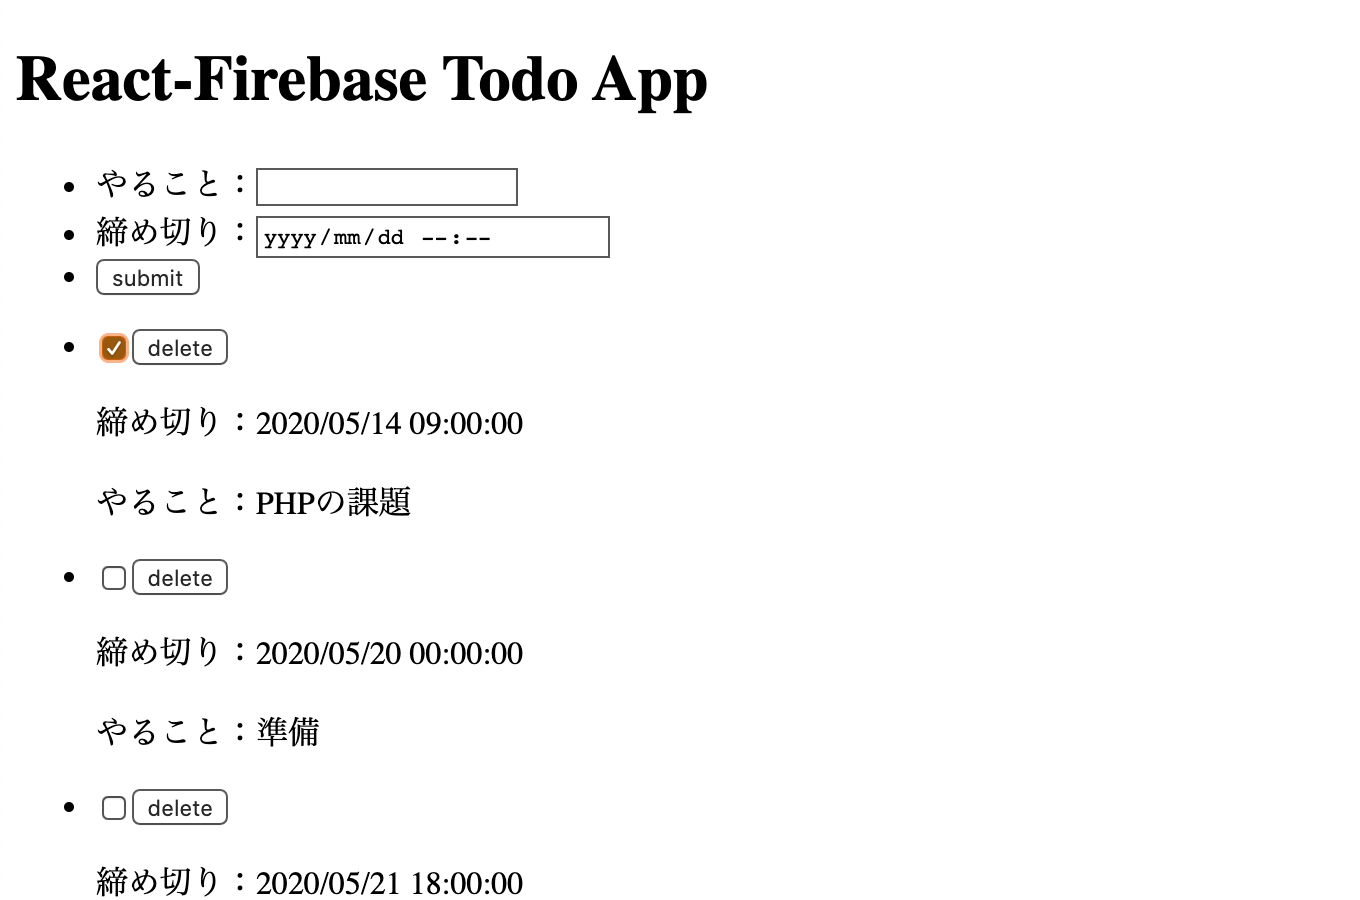 React-Firebase Todo App
やること：
締め切り：yyyy/mm/dd --:--
submit
delete
締め切り：2020/05/14 09:00:00
やること：PHPの課題
delete
締め切り：2020/05/20 00:00:00
やること：準備
delete
締め切り：2020/05/21 18:00:00